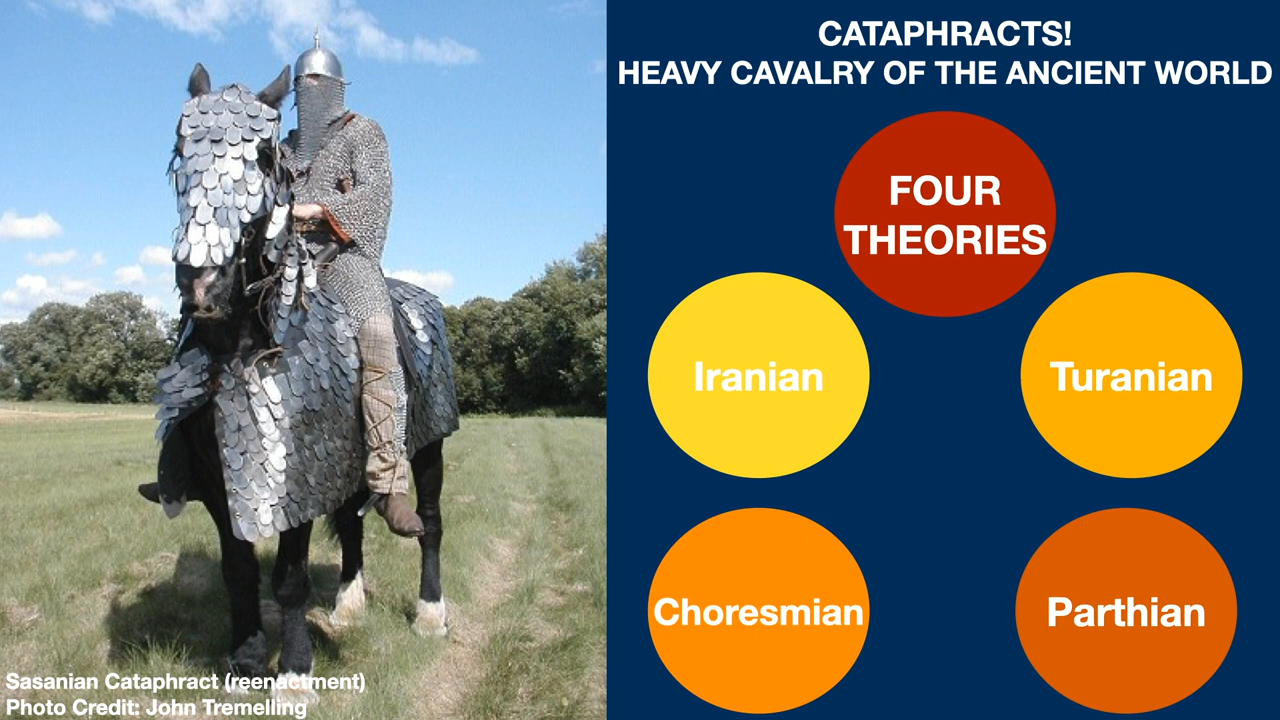 CATAPHRACTS!
HEAVY CAVALRY OF THE ANCIENT WORLD
FOUR
THEORIES
Iranian
Turanian
Choresmian
Parthian
Sasanian Cataphract (reenactment)
Photo Credit: John Tremelling